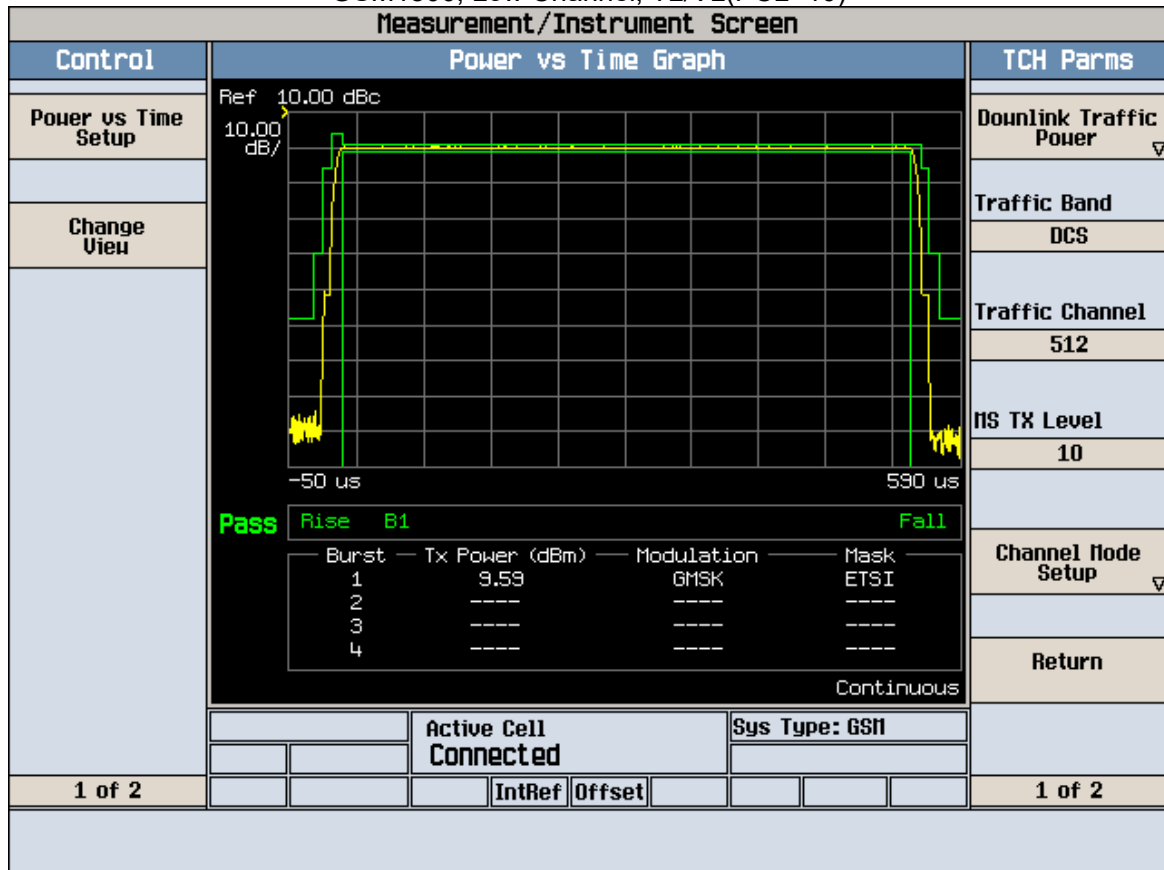 Measurement/Instrument Screen
Control
Power vs Time Graph
TCH Parms
Power vs Time
Setup
Change
View
1 of 2
Ref 10.00 dBc
10.00
dB/
-50 us
590 us
Pass
Rise B1 Fall
Burst Tx Power (dBm) Modulation Mask
1 9.59 GMSK ETSI
2 ---- ---- ----
3 ---- ---- ----
4 ---- ---- ----
Continuous
Active Cell
Connected
Sys Type: GSM
IntRef Offset
Downlink Traffic
Power
Traffic Band
DCS
Traffic Channel
512
MS TX Level
10
Channel Mode
Setup
Return
1 of 2